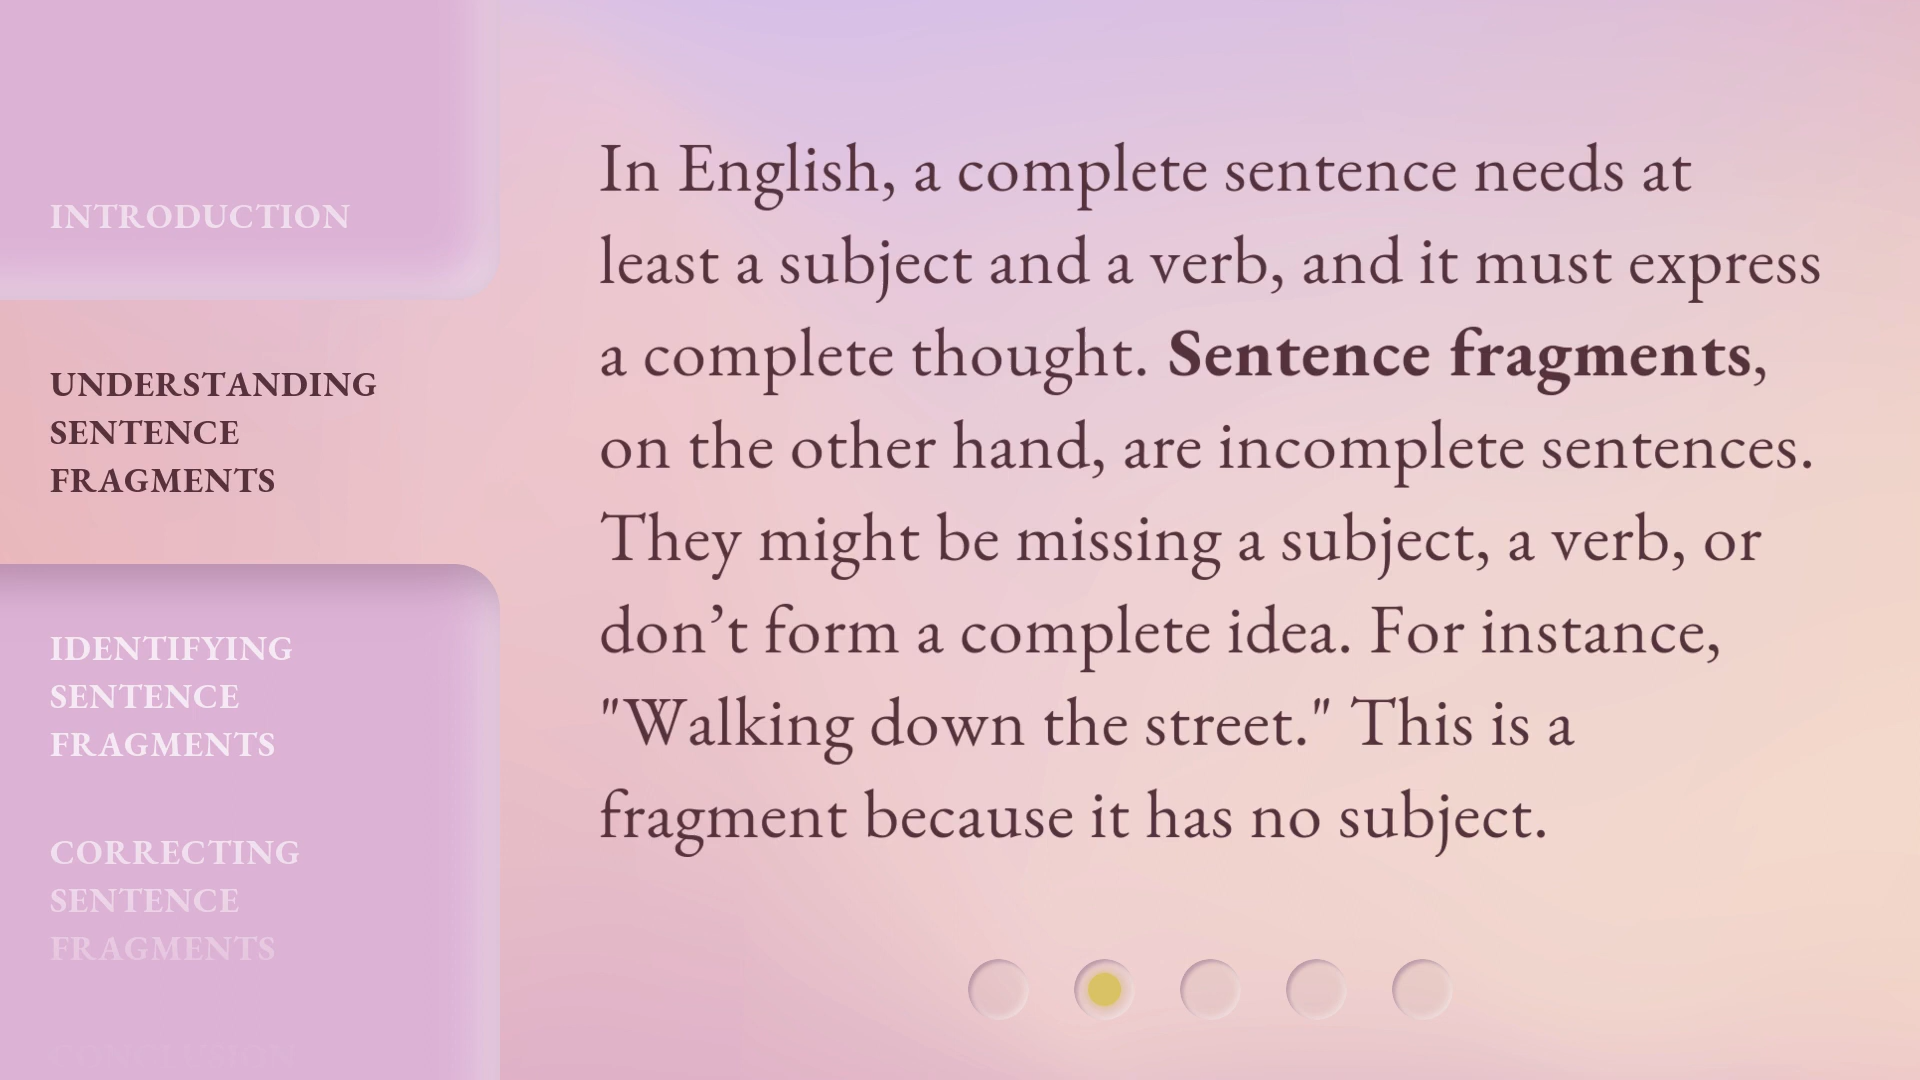 INTRODUCTION
UNDERSTANDING
SENTENCE
FRAGMENTS
IDENTIFYING
SENTENCE
FRAGMENTS
CORRECTING
SENTENCE
FRAGMENTS
In English, a complete sentence needs at
least a subject and a verb, and it must express
a complete thought. Sentence fragments,
on the other hand, are incomplete sentences.
They might be missing a subject, a verb, or
don’t form a complete idea. For instance,
"Walking down the street." This is a
fragment because it has no subject.